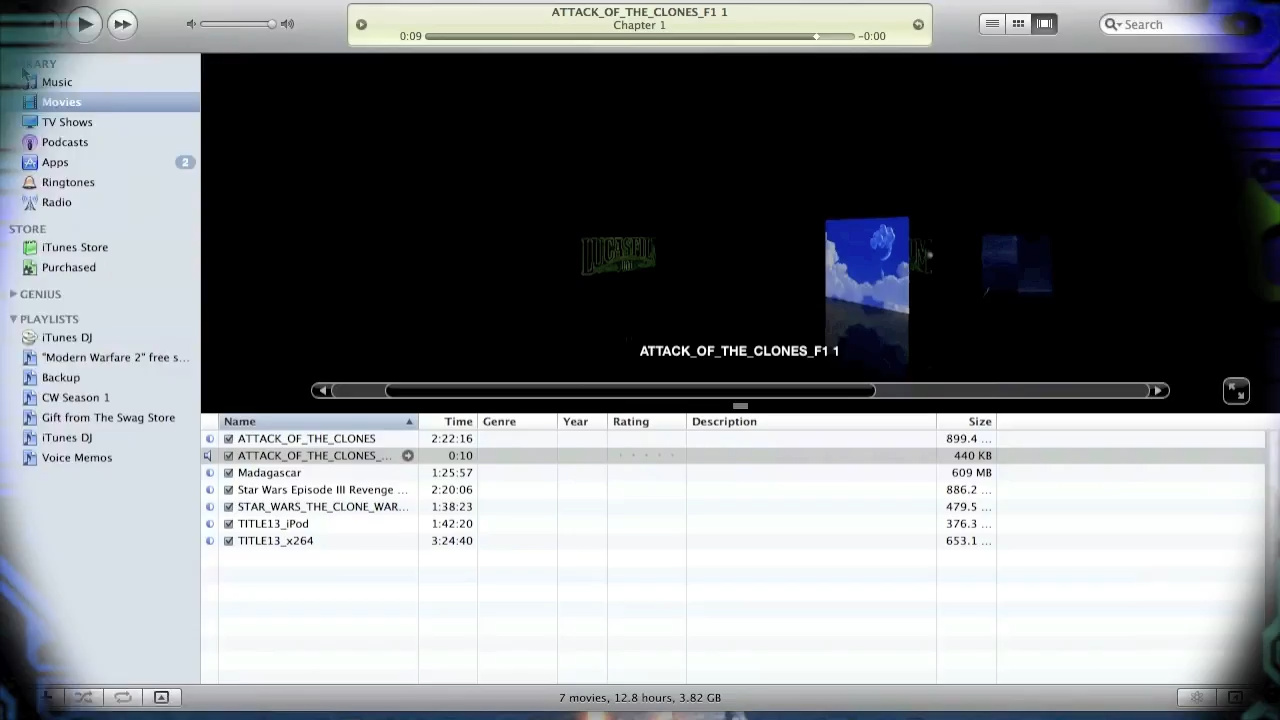 ATTACK_OF_THE_CLONES_F1 1
Chapter 1
0:09 -0:00
Search
Music
Movies
TV Shows
Podcasts
Apps 2
Ringtones
Radio
STORE
iTunes Store
Purchased
GENIUS
PLAYLISTS
iTunes DJ
"Modern Warfare 2" free s...
Backup
CW Season 1
Gift from The Swag Store
iTunes DJ
Voice Memos
ATTACK_OF_THE_CLONES_F1 1
Name Time Genre Year Rating Description Size
ATTACK_OF_THE_CLONES 2:22:16 899.4 ...
ATTACK_OF_THE_CLONES_... 0:10 440 KB
Madagascar 1:25:57 609 MB
Star Wars Episode III Revenge ... 2:20:06 886.2 ...
STAR_WARS_THE_CLONE_WAR... 1:38:23 479.5 ...
TITLE13_iPod 1:42:20 376.3 ...
TITLE13_x264 3:24:40 653.1 ...
7 movies, 12.8 hours, 3.82 GB